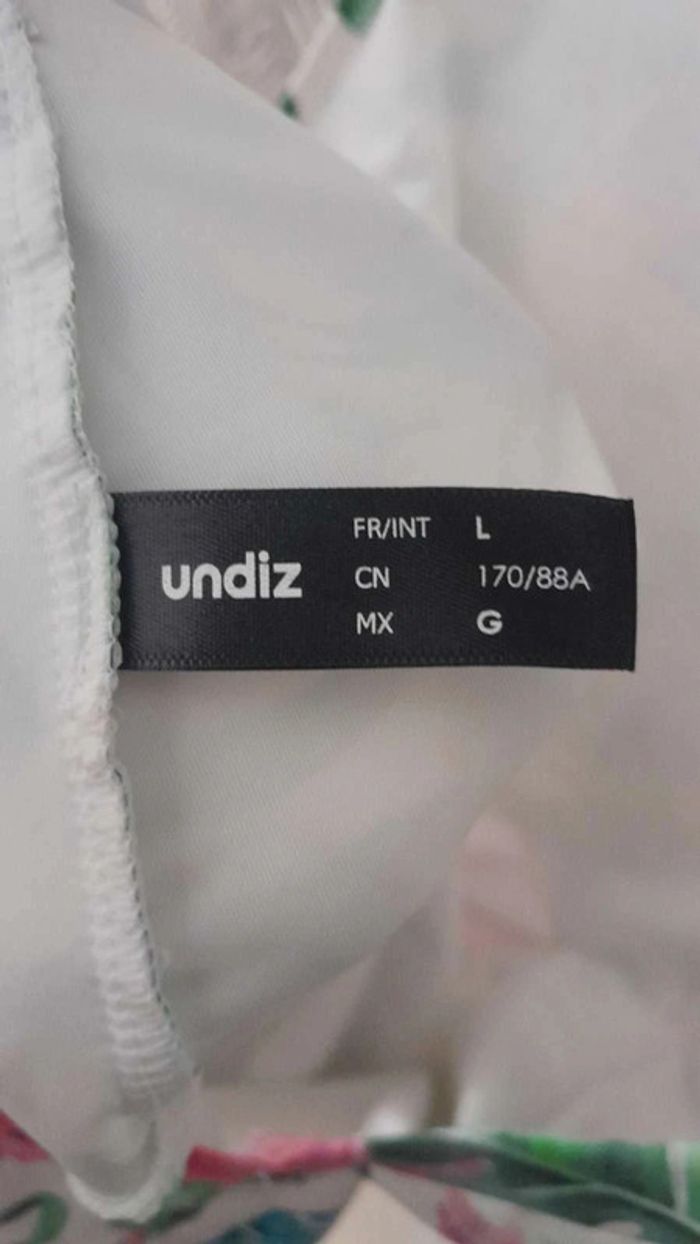 undiz
FR/INT L
CN 170/88A
MX G